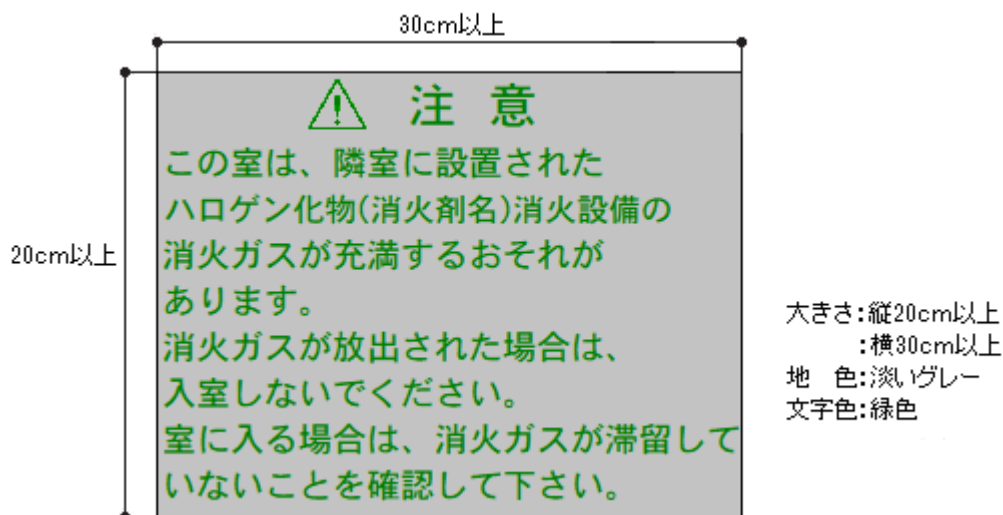 30cm以上
注 意
この室は、隣室に設置された
ハロゲン化物(消火剤名)消火設備の
消火ガスが充満するおそれが
あります。
消火ガスが放出された場合は、
入室しないでください。
室に入る場合は、消火ガスが滞留して
いないことを確認して下さい。
20cm以上
大きさ:縦20cm以上
:横30cm以上
地 色:淡いグレー
文字色:緑色